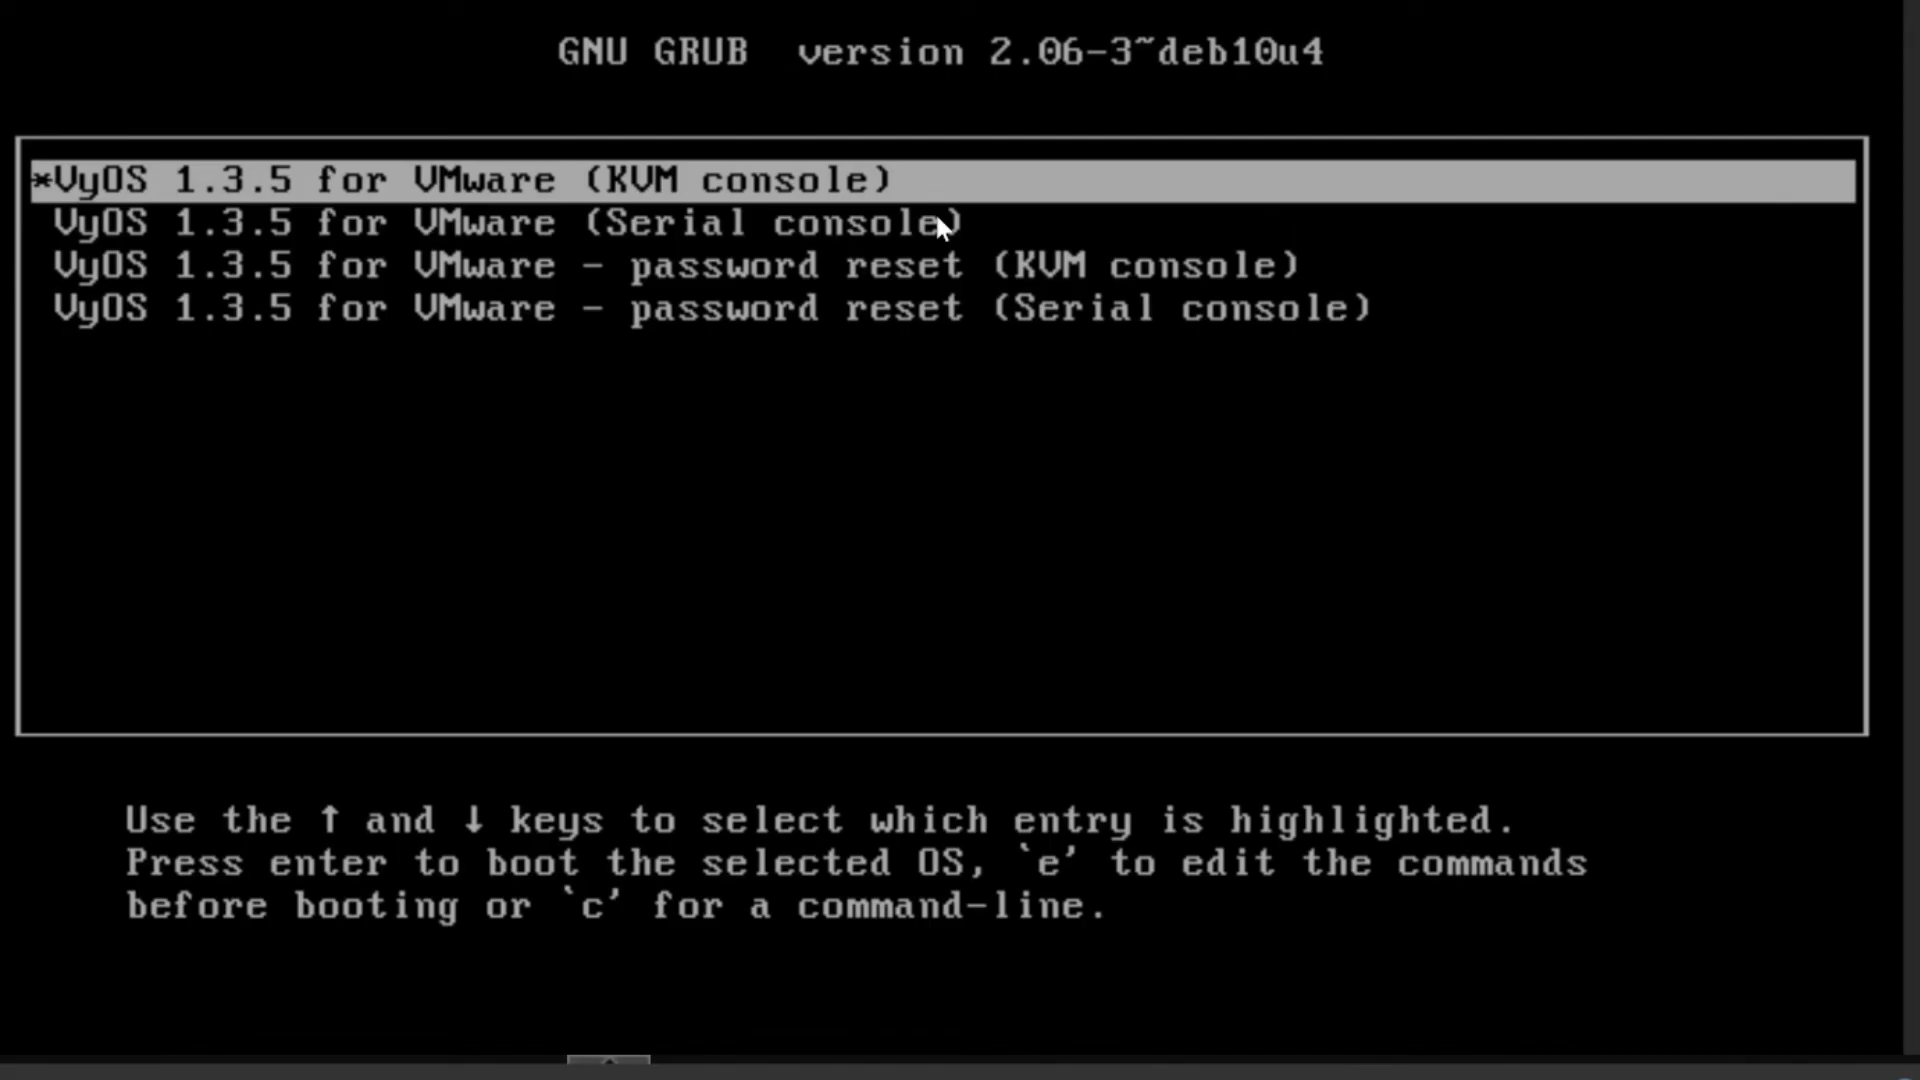 GNU GRUB  version 2.06-3~deb10u4
*VyOS 1.3.5 for VMware (KVM console)
VyOS 1.3.5 for VMware (Serial console)
VyOS 1.3.5 for VMware - password reset (KVM console)
VyOS 1.3.5 for VMware - password reset (Serial console)
Use the ↑ and ↓ keys to select which entry is highlighted.
Press enter to boot the selected OS, `e' to edit the commands
before booting or `c' for a command-line.